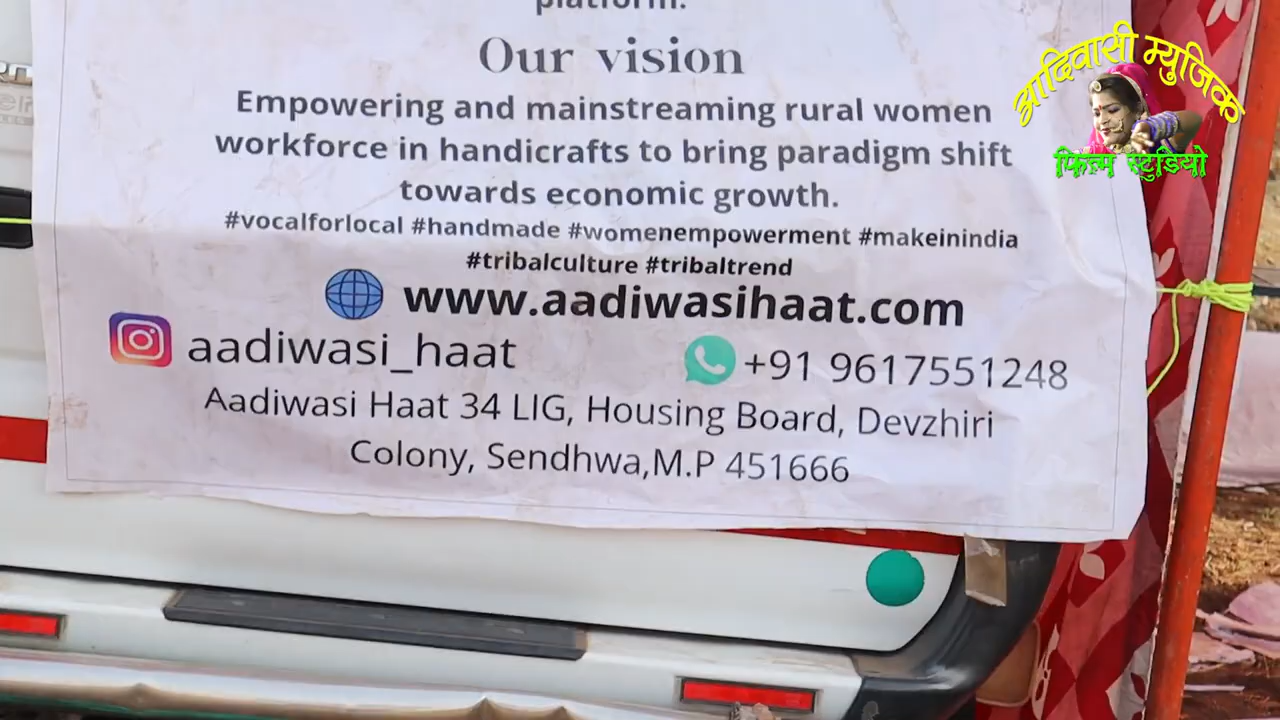 platform.
Our vision
Empowering and mainstreaming rural women
workforce in handicrafts to bring paradigm shift
towards economic growth.
#vocalforlocal #handmade #womenempowerment #makeinindia
#tribalculture #tribaltrend
www.aadiwasihaat.com
aadiwasi_haat
+91 9617551248
Aadiwasi Haat 34 LIG, Housing Board, Devzhiri
Colony, Sendhwa,M.P 451666
आदिवासी म्युजिक
फिल्म स्टुडियो